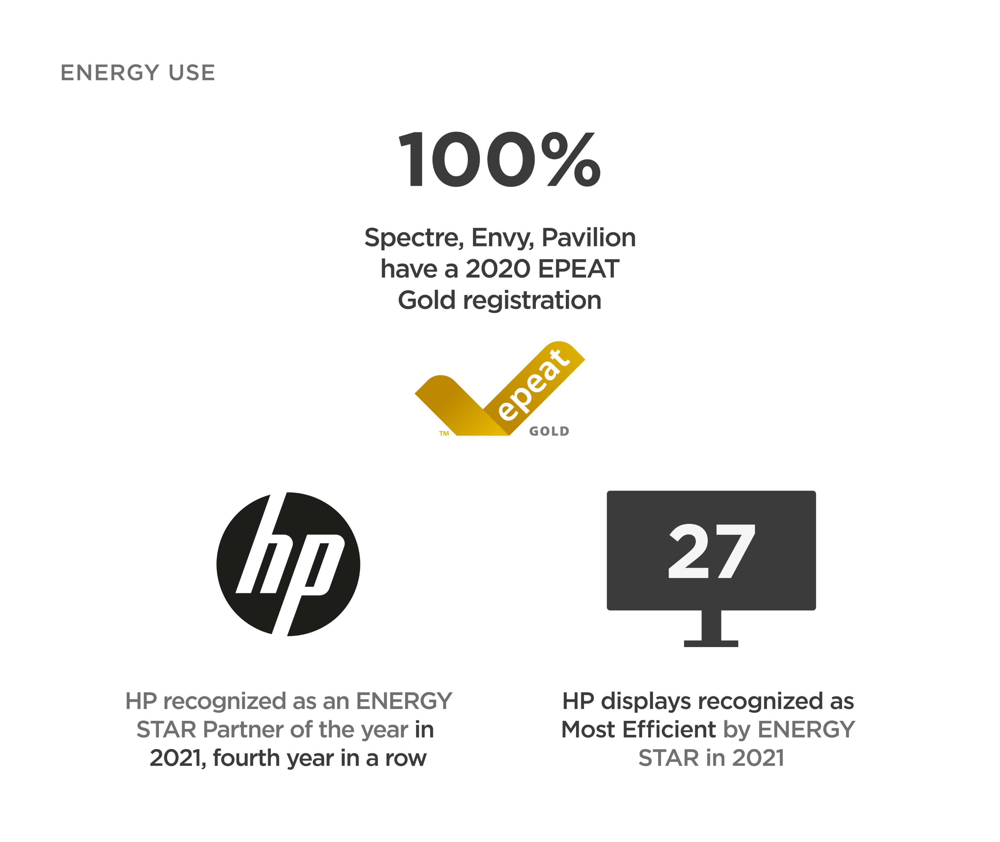 ENERGY USE
100%
Spectre, Envy, Pavilion
have a 2020 EPEAT
Gold registration
epeat
TM
GOLD
hp
HP recognized as an ENERGY
STAR Partner of the year in
2021, fourth year in a row
27
HP displays recognized as
Most Efficient by ENERGY
STAR in 2021